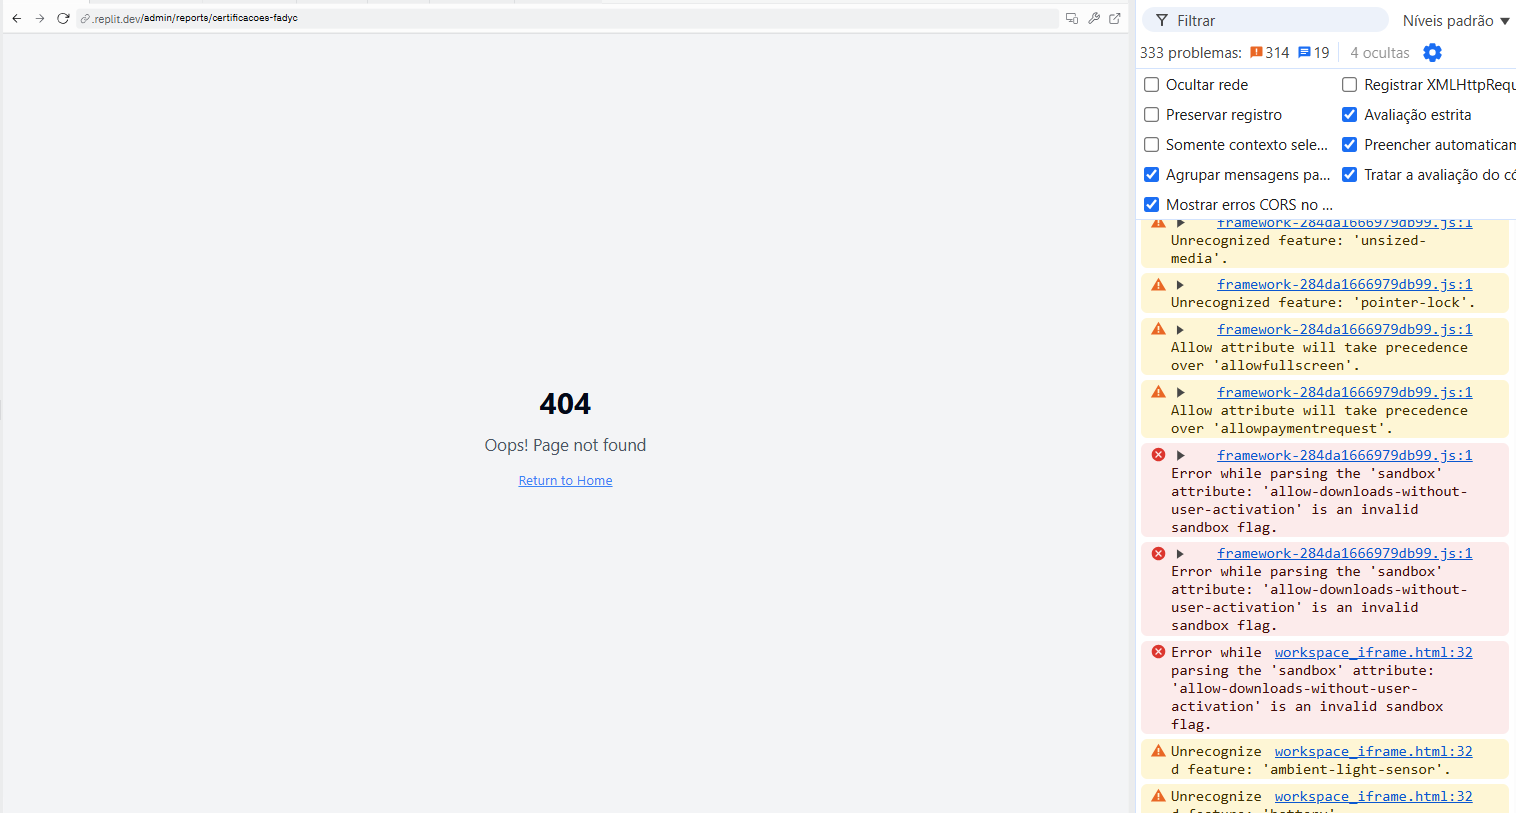 .replit.dev/admin/reports/certificacoes-fadyc
404
Oops! Page not found
Return to Home
Filtrar
Níveis padrão
333 problemas: 314 19 4 ocultas
Ocultar rede
Registrar XMLHttpRequ
Preservar registro
Avaliação estrita
Somente contexto sele...
Preencher automaticam
Agrupar mensagens pa...
Tratar a avaliação do có
Mostrar erros CORS no ...
framework-284da1666979db99.js:1
Unrecognized feature: 'unsized-
media'.
framework-284da1666979db99.js:1
Unrecognized feature: 'pointer-lock'.
framework-284da1666979db99.js:1
Allow attribute will take precedence
over 'allowfullscreen'.
framework-284da1666979db99.js:1
Allow attribute will take precedence
over 'allowpaymentrequest'.
framework-284da1666979db99.js:1
Error while parsing the 'sandbox'
attribute: 'allow-downloads-without-
user-activation' is an invalid
sandbox flag.
framework-284da1666979db99.js:1
Error while parsing the 'sandbox'
attribute: 'allow-downloads-without-
user-activation' is an invalid
sandbox flag.
Error while workspace_iframe.html:32
parsing the 'sandbox' attribute:
'allow-downloads-without-user-
activation' is an invalid sandbox
flag.
Unrecognize workspace_iframe.html:32
d feature: 'ambient-light-sensor'.
Unrecognize workspace_iframe.html:32
d feature: 'battery'.